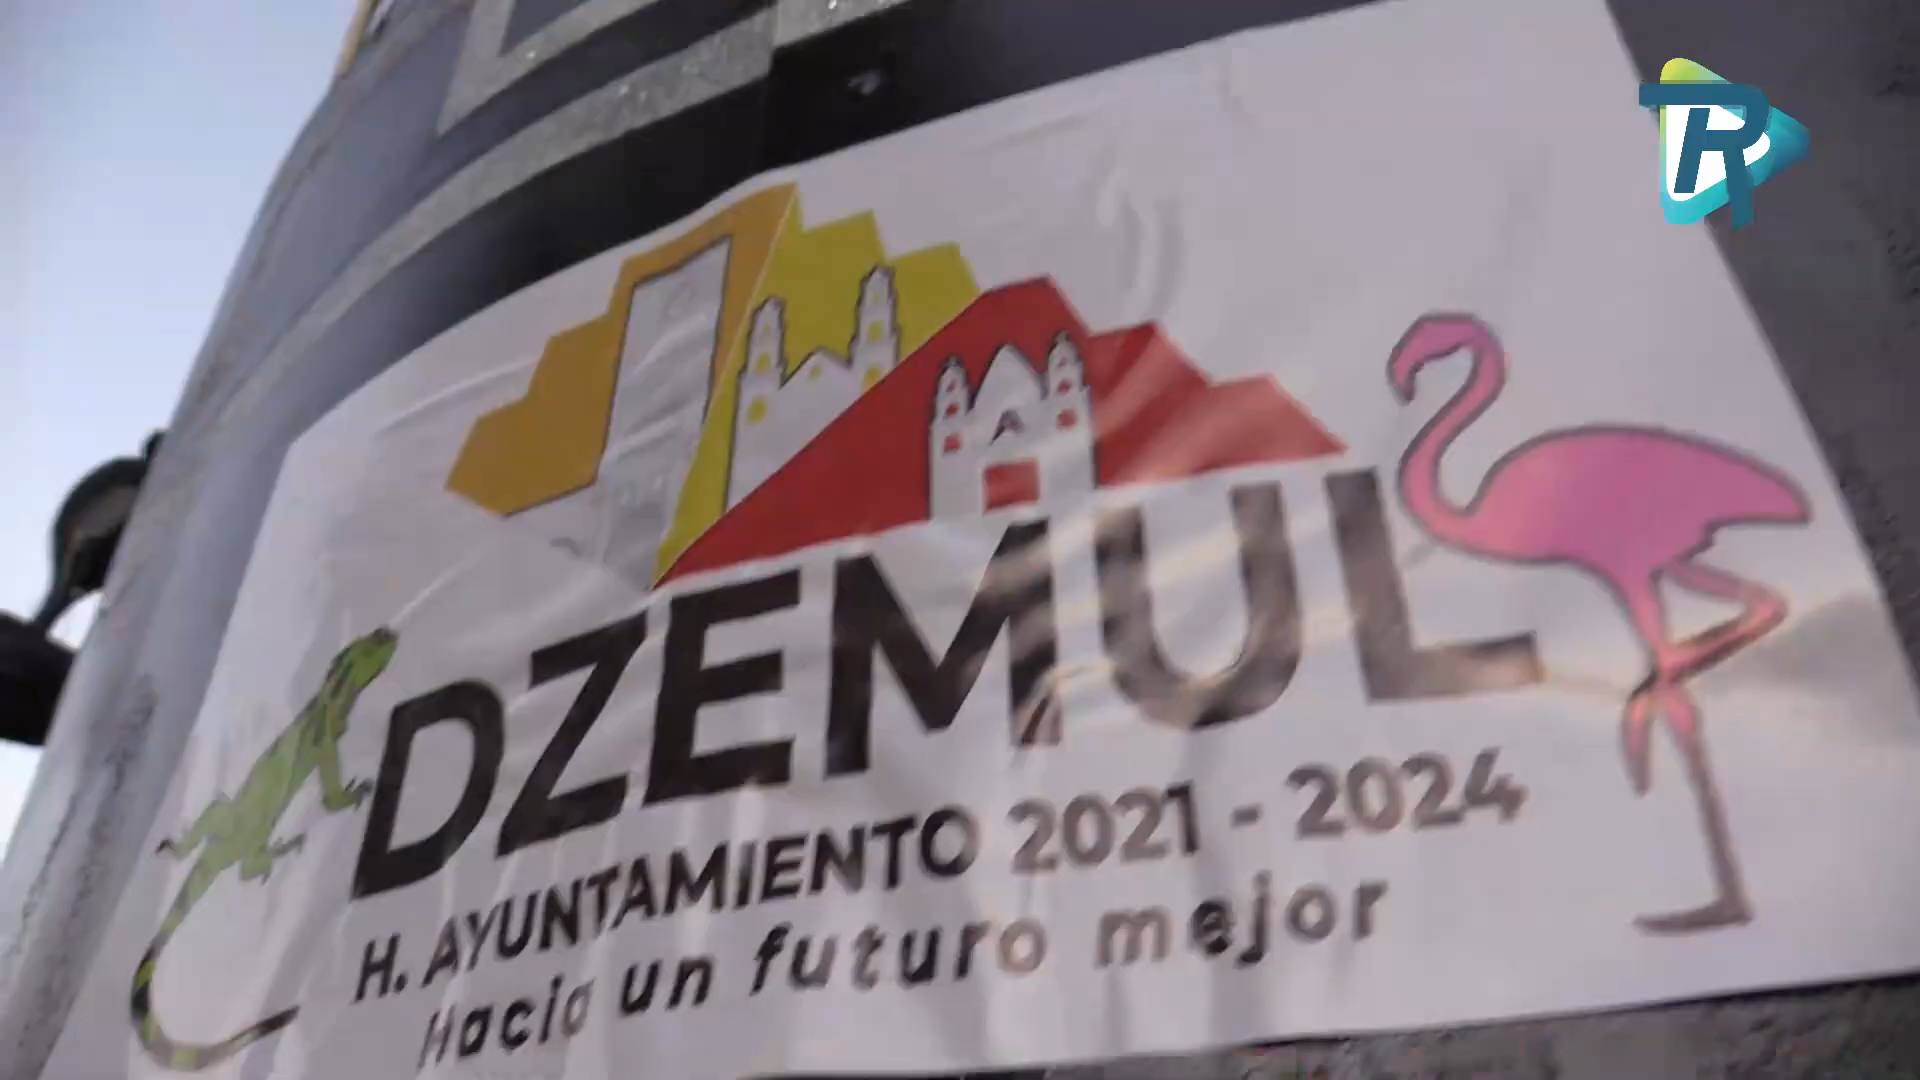 R
DZEMUL
H. AYUNTAMIENTO 2021 - 2024
Hacia un futuro mejor